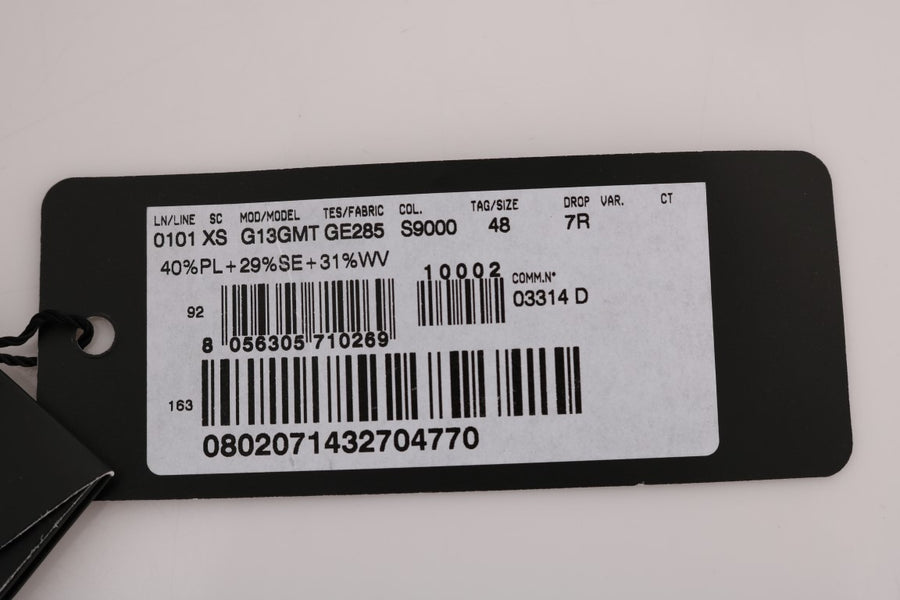 LN/LINE SC MOD/MODEL TES/FABRIC COL. TAG/SIZE DROP VAR. CT
0101 XS G13GMT GE285 S9000 48 7R
40%PL+29%SE+31%WV
10002
COMM.N°
03314 D
92
8 056305 710269
163
0802071432704770